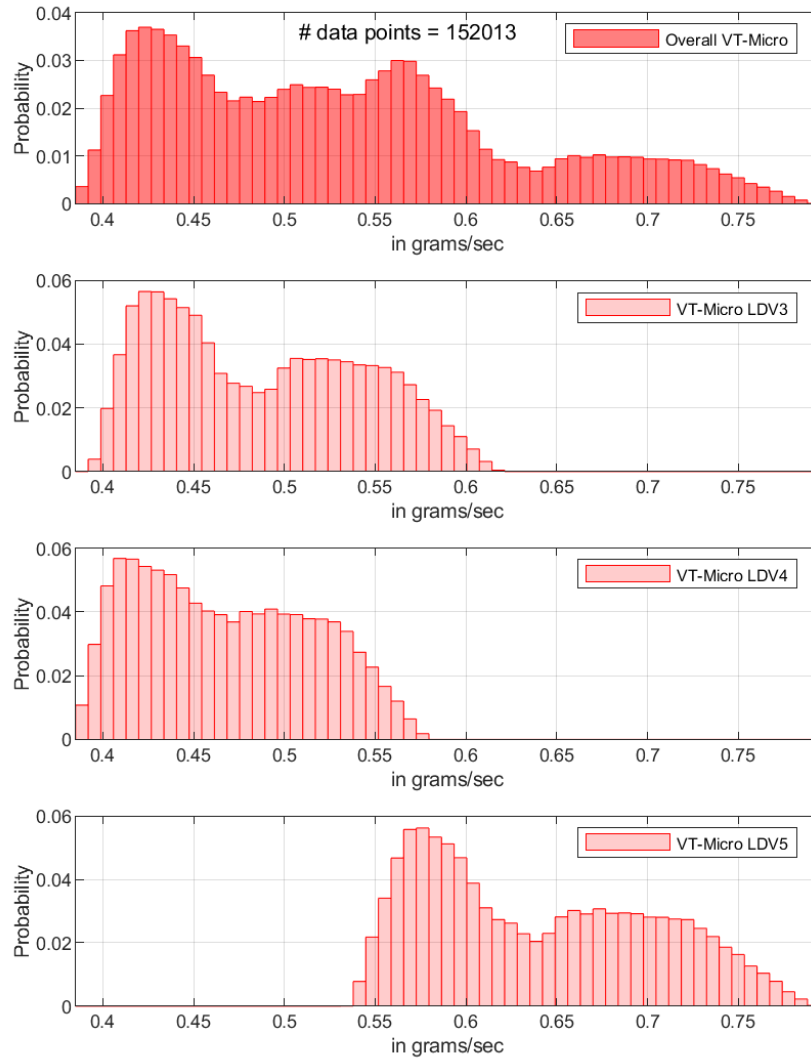 # data points = 152013
Overall VT-Micro
Probability
0.04
0.03
0.02
0.01
0
0.4 0.45 0.5 0.55 0.6 0.65 0.7 0.75
in grams/sec
VT-Micro LDV3
Probability
0.06
0.04
0.02
0
0.4 0.45 0.5 0.55 0.6 0.65 0.7 0.75
in grams/sec
VT-Micro LDV4
Probability
0.06
0.04
0.02
0
0.4 0.45 0.5 0.55 0.6 0.65 0.7 0.75
in grams/sec
VT-Micro LDV5
Probability
0.06
0.04
0.02
0
0.4 0.45 0.5 0.55 0.6 0.65 0.7 0.75
in grams/sec